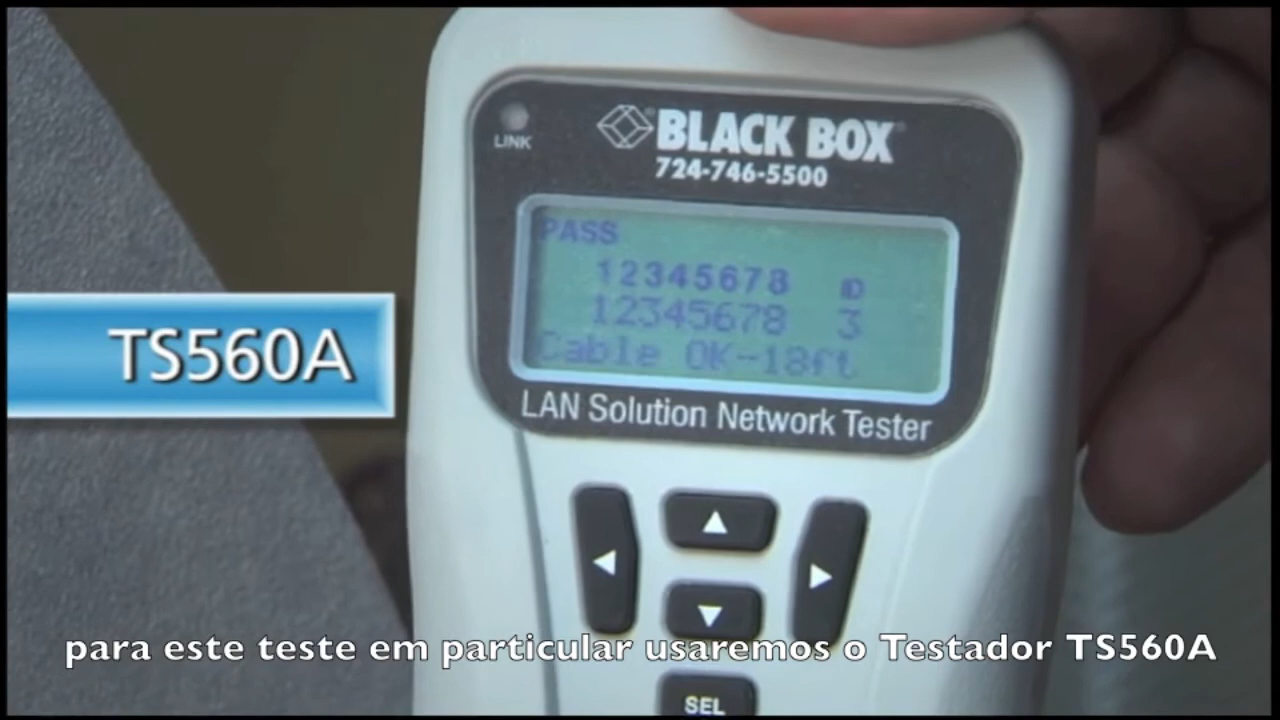 LINK
BLACK BOX
724-746-5500
PASS
12345678 ID
12345678 3
Cable OK-18ft
LAN Solution Network Tester
TS560A
SEL
para este teste em particular usaremos o Testador TS560A